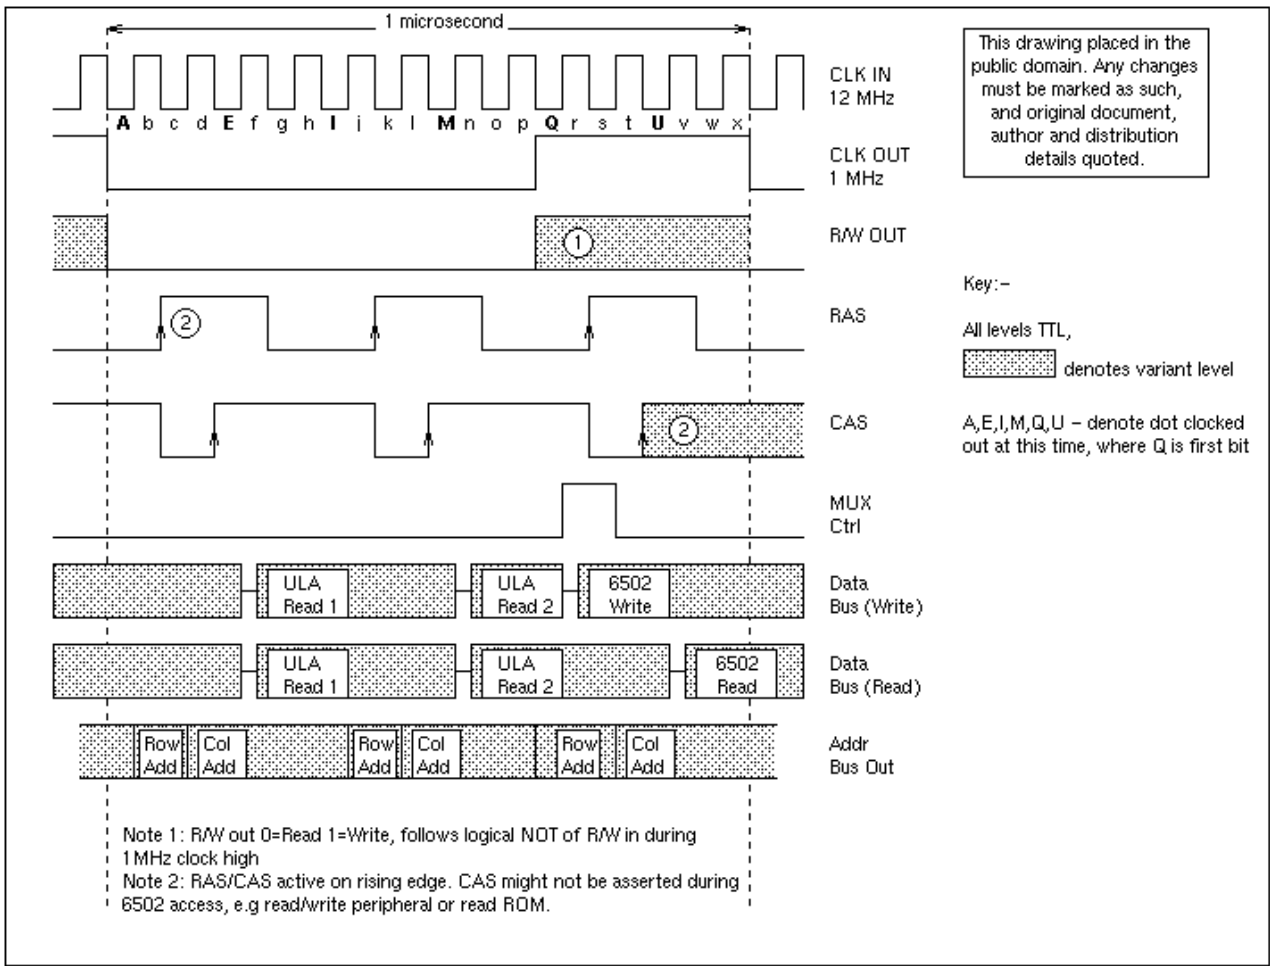 1 microsecond
This drawing placed in the
public domain. Any changes
must be marked as such,
and original document,
author and distribution
details quoted.
CLK IN
12 MHz
A b c d E f g h I j k l M n o p Q r s t U v w x
CLK OUT
1 MHz
1
R/W OUT
Key:–
2
RAS
All levels TTL,
denotes variant level
2
CAS
A,E,I,M,Q,U – denote dot clocked
out at this time, where Q is first bit
MUX
Ctrl
ULA
Read 1
ULA
Read 2
6502
Write
Data
Bus (Write)
ULA
Read 1
ULA
Read 2
6502
Read
Data
Bus (Read)
Row
Add
Col
Add
Row
Add
Col
Add
Row
Add
Col
Add
Addr
Bus Out
Note 1: R/W out 0=Read 1=Write, follows logical NOT of R/W in during
1MHz clock high
Note 2: RAS/CAS active on rising edge. CAS might not be asserted during
6502 access, e.g read/write peripheral or read ROM.